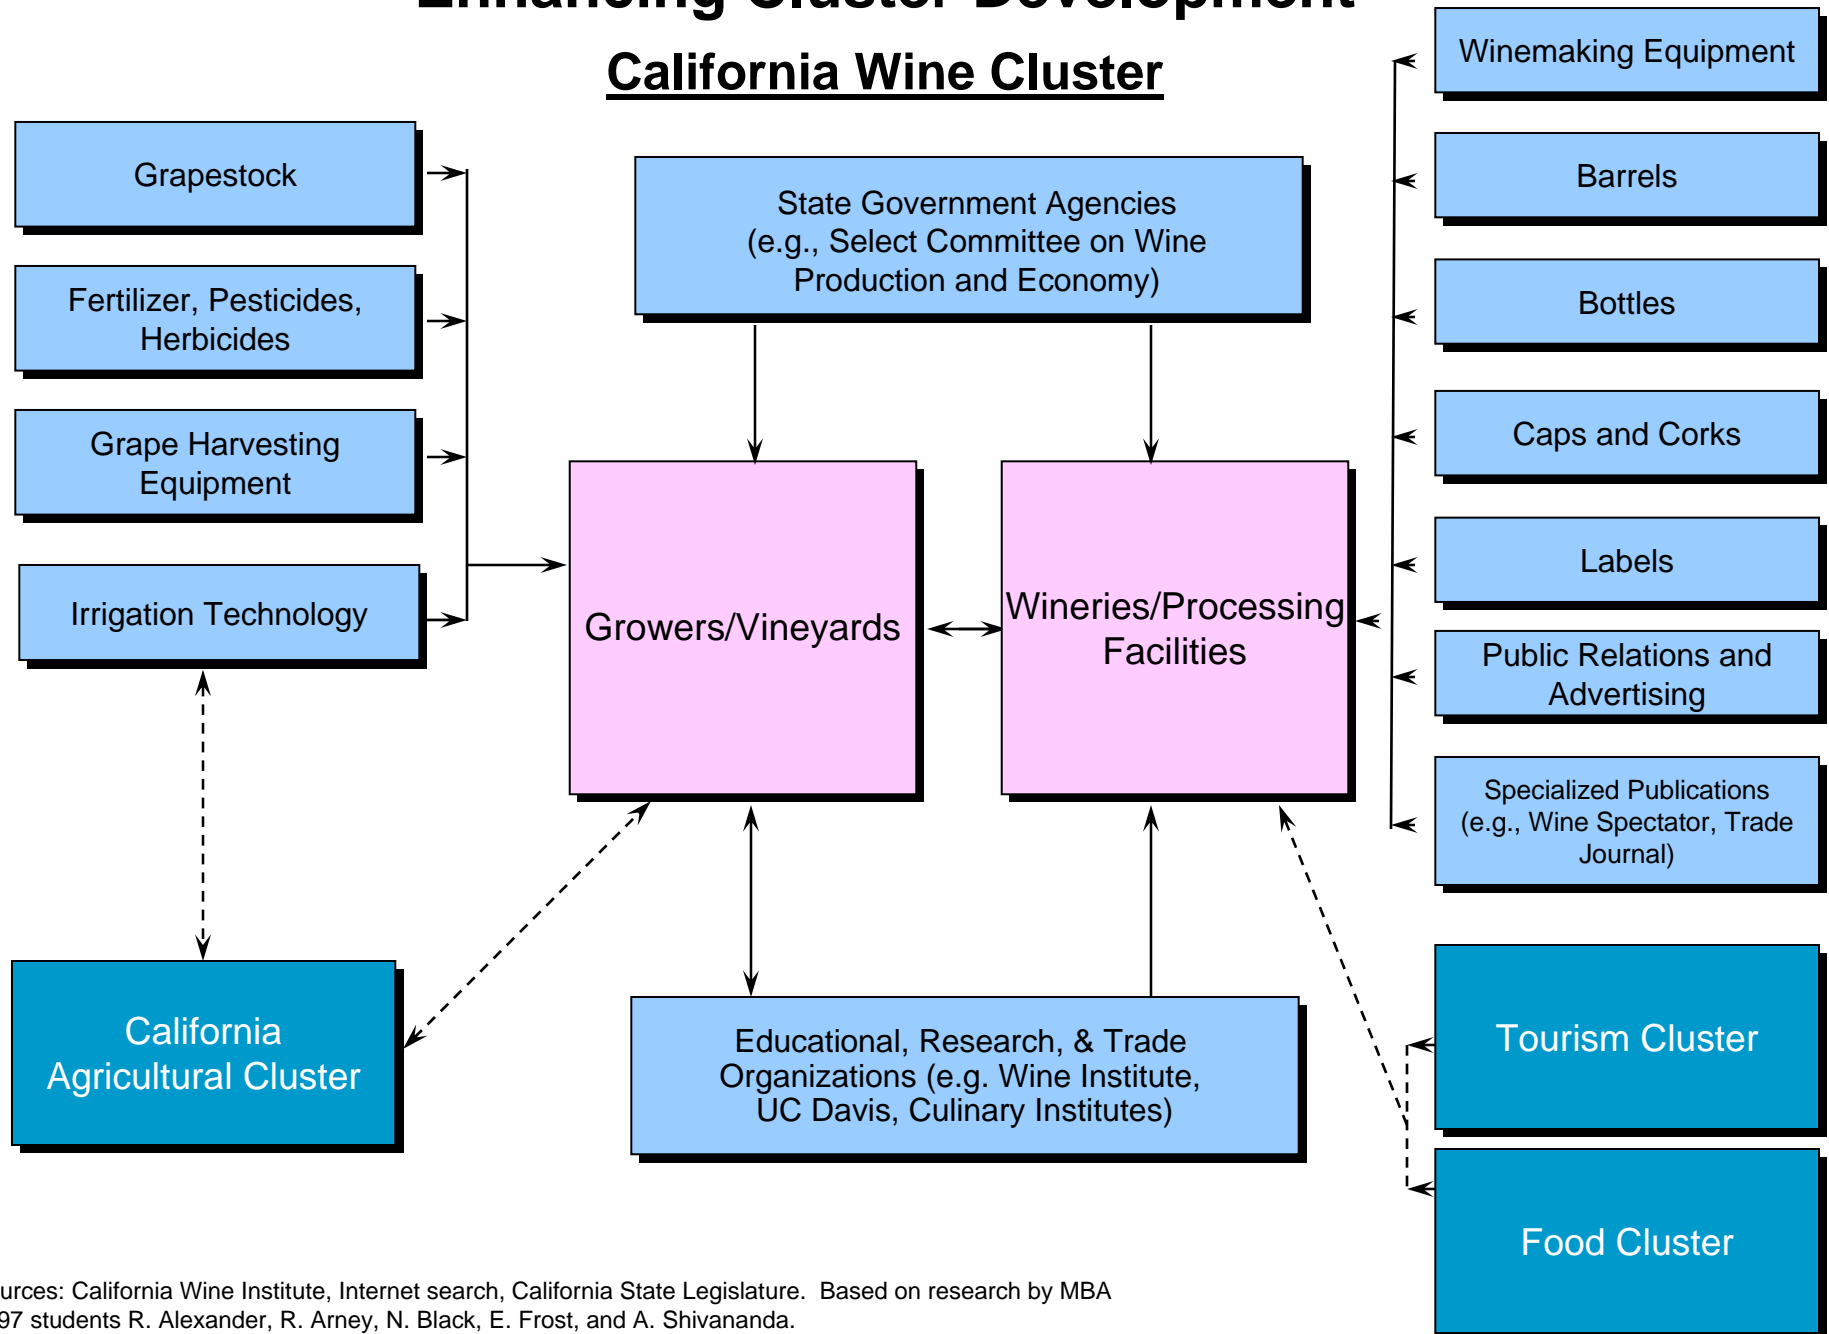 Enhancing Cluster Development
California Wine Cluster
Grapestock
Fertilizer, Pesticides,
Herbicides
Grape Harvesting
Equipment
Irrigation Technology
State Government Agencies
(e.g., Select Committee on Wine
Production and Economy)
Growers/Vineyards
Wineries/Processing
Facilities
Winemaking Equipment
Barrels
Bottles
Caps and Corks
Labels
Public Relations and
Advertising
Specialized Publications
(e.g., Wine Spectator, Trade
Journal)
California
Agricultural Cluster
Educational, Research, & Trade
Organizations (e.g. Wine Institute,
UC Davis, Culinary Institutes)
Tourism Cluster
Food Cluster
urces: California Wine Institute, Internet search, California State Legislature. Based on research by MBA
97 students R. Alexander, R. Arney, N. Black, E. Frost, and A. Shivananda.